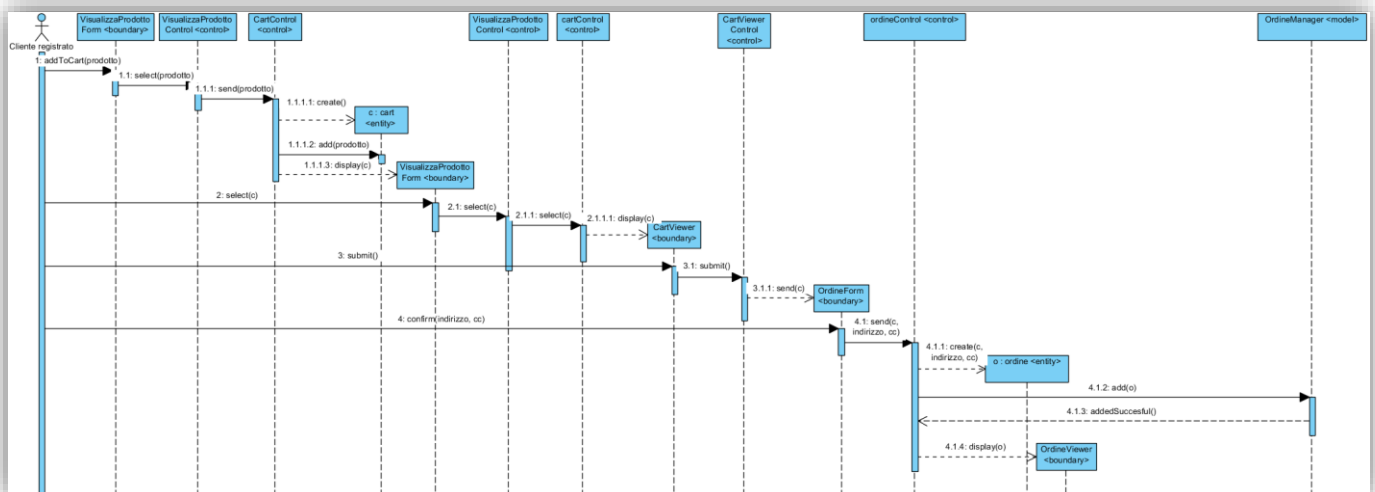 VisualizzaProdotto
Form <boundary>
VisualizzaProdotto
Control <control>
CartControl
<control>
VisualizzaProdotto
Control <control>
cartControl
<control>
CartViewer
Control
<control>
ordineControl <control>
OrdineManager <model>
Cliente registrato
1: addToCart(prodotto)
1.1: select(prodotto)
1.1.1: send(prodotto)
1.1.1.1: create()
c : cart
<entity>
1.1.1.2: add(prodotto)
1.1.1.3: display(c)
VisualizzaProdotto
Form <boundary>
2: select(c)
2.1: select(c)
2.1.1: select(c)
2.1.1.1: display(c)
CartViewer
<boundary>
3: submit()
3.1: submit()
3.1.1: send(c)
OrdineForm
<boundary>
4: confirm(indirizzo, cc)
4.1: send(c,
indirizzo, cc)
4.1.1: create(c,
indirizzo, cc)
o : ordine <entity>
4.1.2: add(o)
4.1.3: addedSuccesful()
4.1.4: display(o)
OrdineViewer
<boundary>